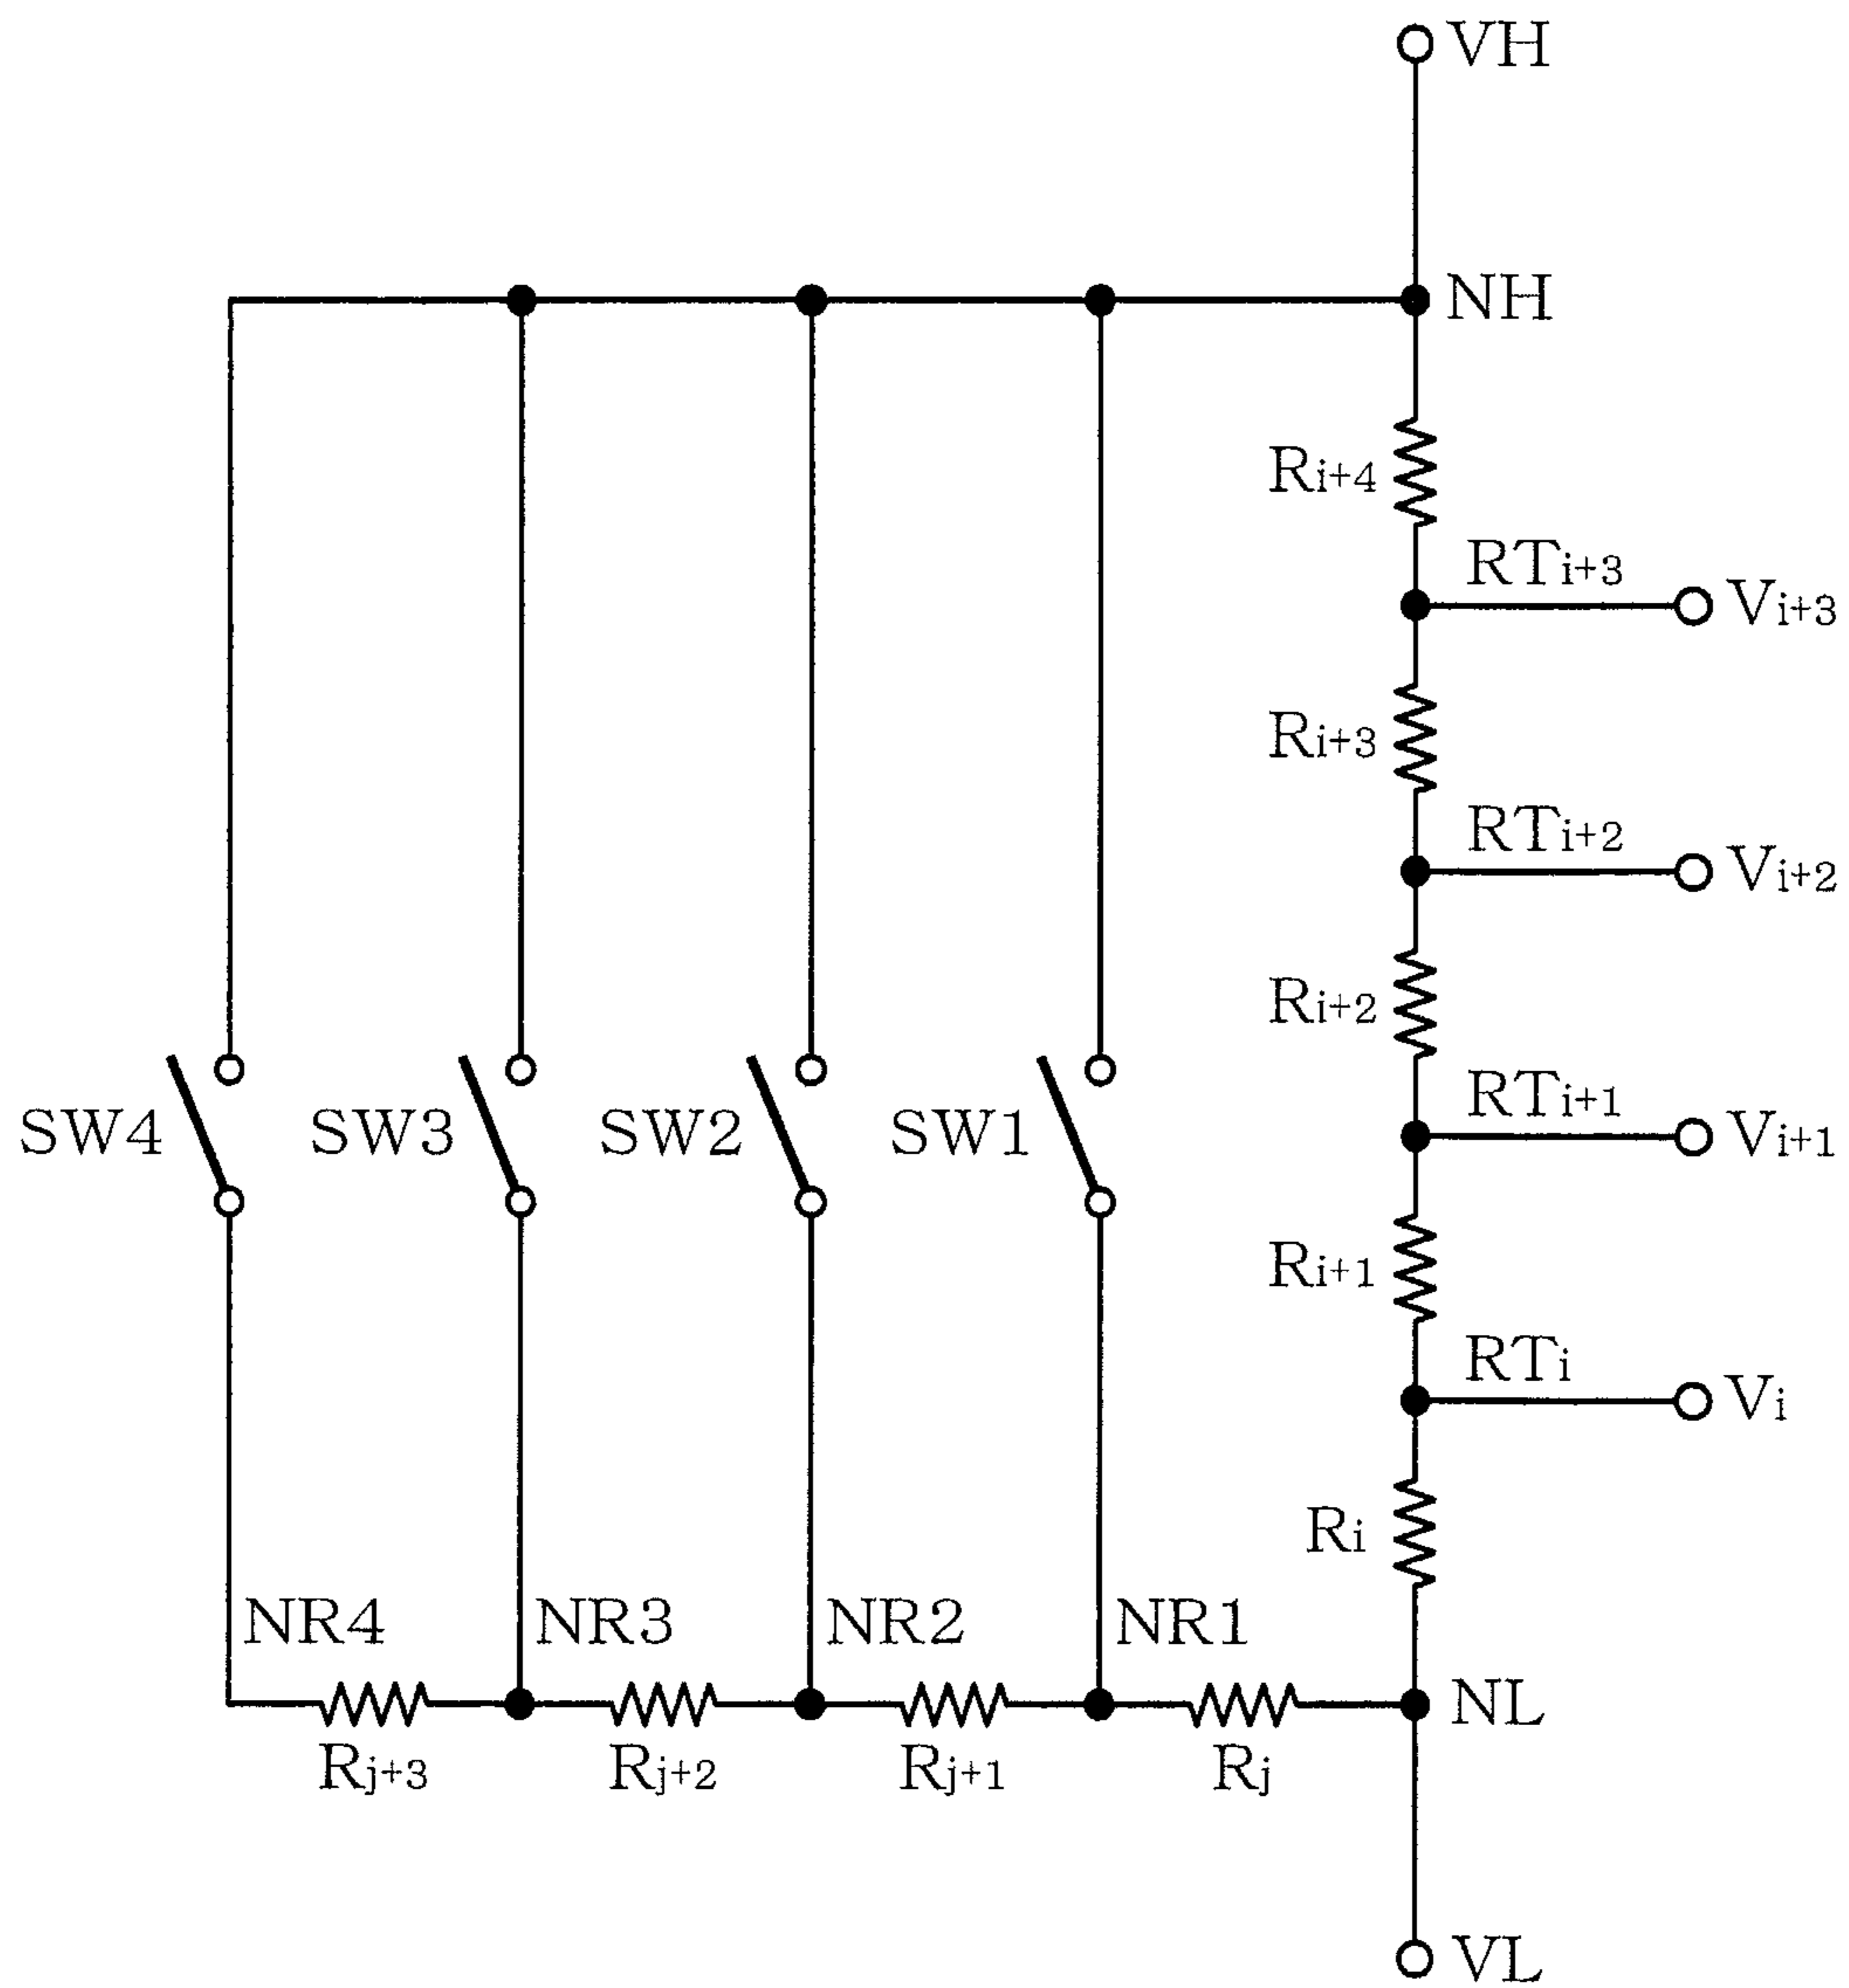 VH
NH
Ri+4
RTi+3
Vi+3
Ri+3
RTi+2
Vi+2
Ri+2
RTi+1
SW4 SW3 SW2 SW1 Vi+1
Ri+1
RTi
Vi
Ri
NR4 NR3 NR2 NR1
NL
Rj+3 Rj+2 Rj+1 Rj
VL